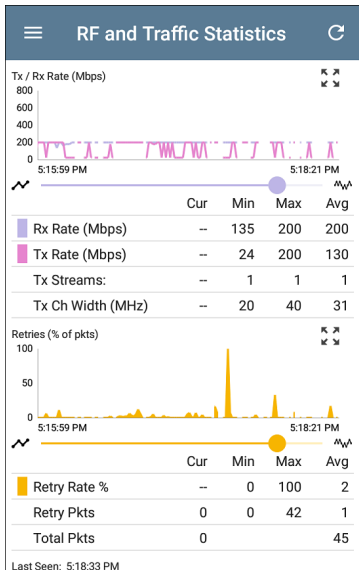 RF and Traffic Statistics
Tx / Rx Rate (Mbps)
800
600
400
200
0
5:15:59 PM 5:18:21 PM
Cur Min Max Avg
Rx Rate (Mbps) -- 135 200 200
Tx Rate (Mbps) -- 24 200 130
Tx Streams: -- 1 1 1
Tx Ch Width (MHz) -- 20 40 31
Retries (% of pkts)
100
50
0
5:15:59 PM 5:18:21 PM
Cur Min Max Avg
Retry Rate % -- 0 100 2
Retry Pkts 0 0 42 1
Total Pkts 0 45
Last Seen: 5:18:33 PM